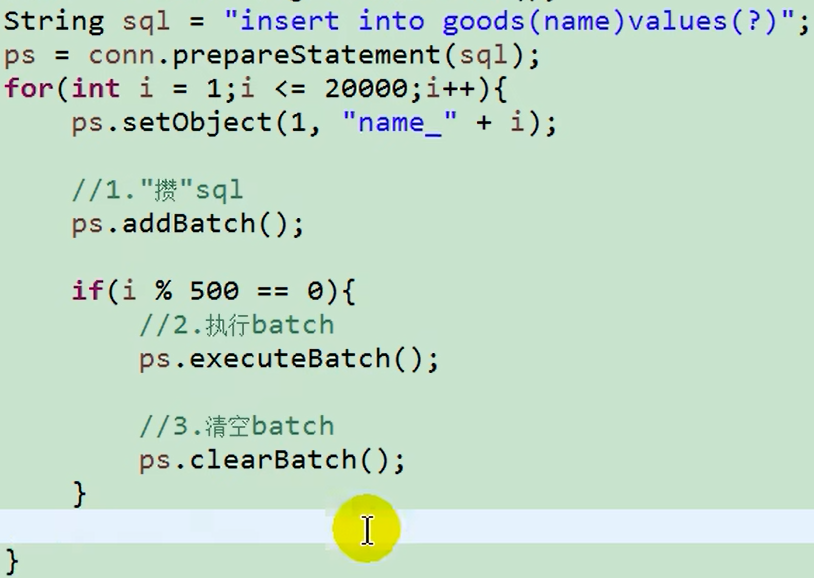 String sql = "insert into goods(name)values(?)";
ps = conn.prepareStatement(sql);
for(int i = 1;i <= 20000;i++){
ps.setObject(1, "name_" + i);
//1."攒"sql
ps.addBatch();
if(i % 500 == 0){
//2.执行batch
ps.executeBatch();
//3.清空batch
ps.clearBatch();
}
}